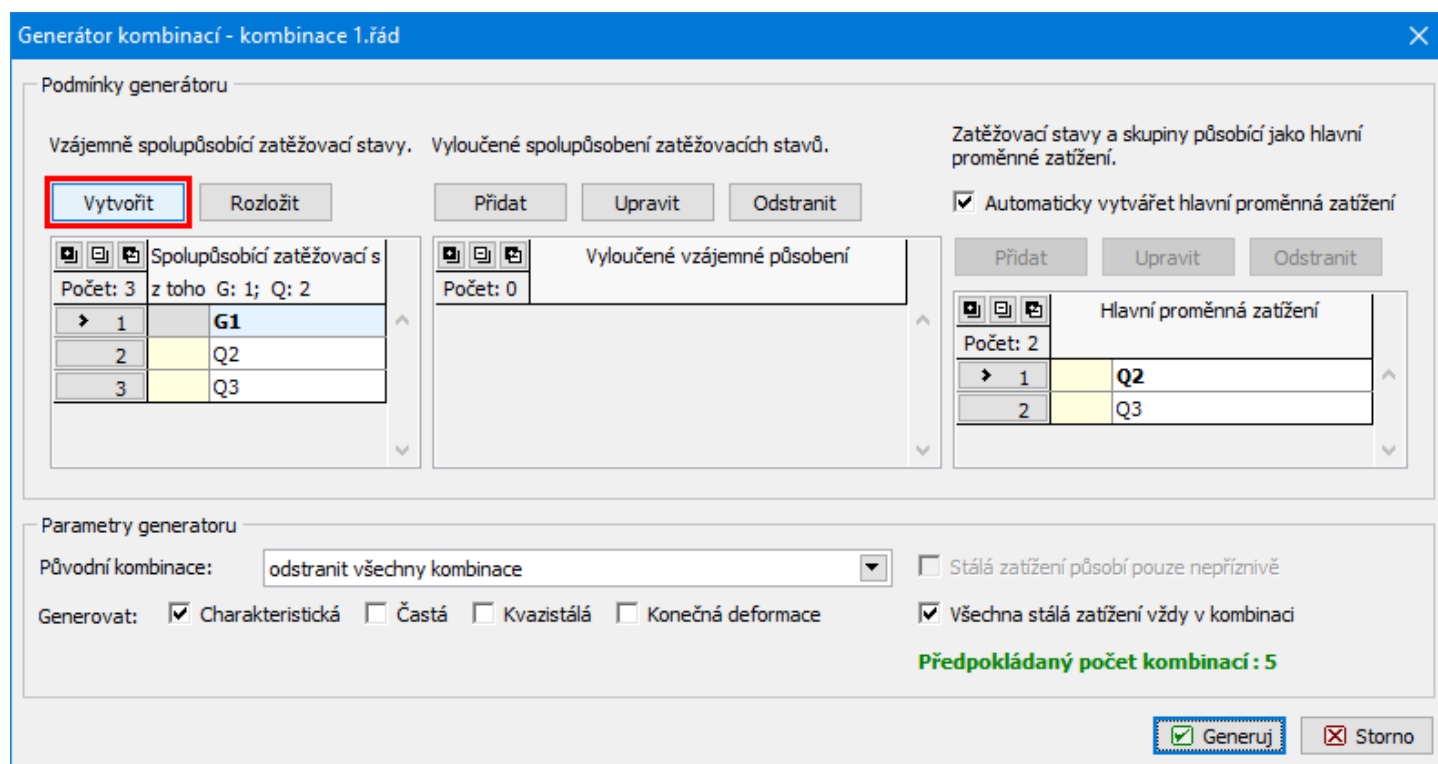 Generátor kombinací - kombinace 1.řád
Podmínky generátoru
Vzájemně spolupůsobící zatěžovací stavy.
Vytvořit Rozložit
Spolupůsobící zatěžovací s
Počet: 3 z toho G: 1; Q: 2
1 G1
2 Q2
3 Q3
Vyloučené spolupůsobení zatěžovacích stavů.
Přidat Upravit Odstranit
Vyloučené vzájemné působení
Počet: 0
Zatěžovací stavy a skupiny působící jako hlavní
proměnné zatížení.
Automaticky vytvářet hlavní proměnná zatížení
Přidat Upravit Odstranit
Hlavní proměnná zatížení
Počet: 2
1 Q2
2 Q3
Parametry generatoru
Původní kombinace: odstranit všechny kombinace
Generovat: Charakteristická Častá Kvazistálá Konečná deformace
Stálá zatížení působí pouze nepříznivě
Všechna stálá zatížení vždy v kombinaci
Předpokládaný počet kombinací : 5
Generuj Storno